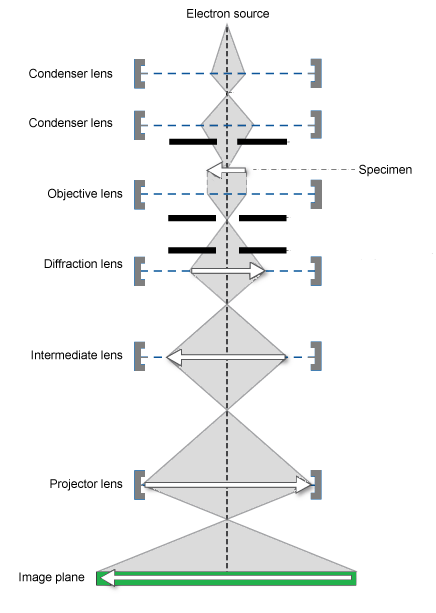 Electron source
Condenser lens
Condenser lens
Specimen
Objective lens
Diffraction lens
Intermediate lens
Projector lens
Image plane